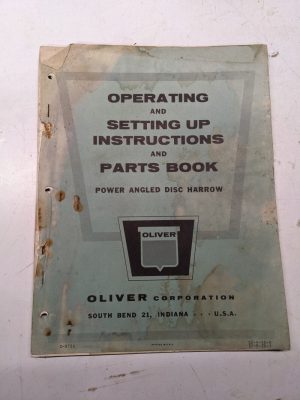 OPERATING
AND
SETTING UP
INSTRUCTIONS
AND
PARTS BOOK
POWER ANGLED DISC HARROW
OLIVER
OLIVER CORPORATION
SOUTH BEND 21, INDIANA · · · U.S.A.